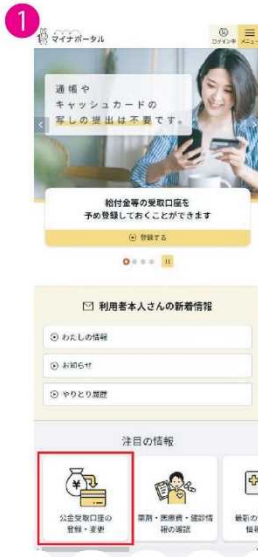 1
マイナポータル
ログイン中
メニュー
通帳や
キャッシュカードの
写しの提出は不要です。
給付金等の受取口座を
予め登録しておくことができます
登録する
利用者本人さんの新着情報
わたしの情報
お知らせ
やりとり履歴
注目の情報
公金受取口座の
登録・変更
薬剤・医療費・健診情
報の確認
最新の
情報